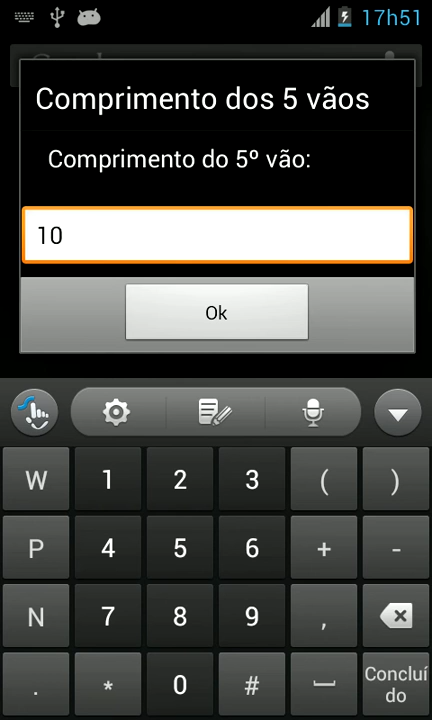 17h51
Comprimento dos 5 vãos
Comprimento do 5º vão:
10
Ok
W 1 2 3 ( )
P 4 5 6 + -
N 7 8 9 ,
. * 0 # Concluí
do